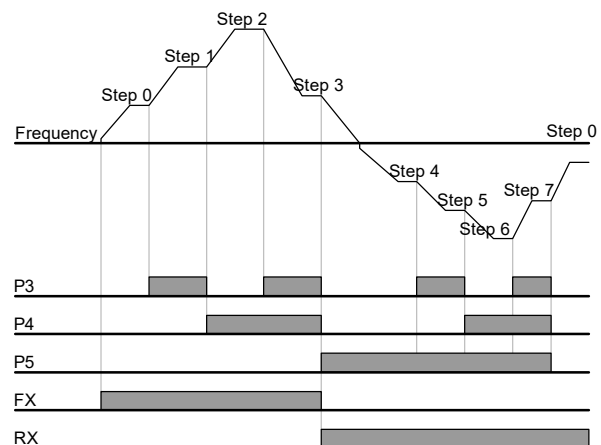 Step 2
Step 1
Step 3
Step 0
Frequency
Step 0
Step 4
Step 7
Step 5
Step 6
P3
P4
P5
FX
RX